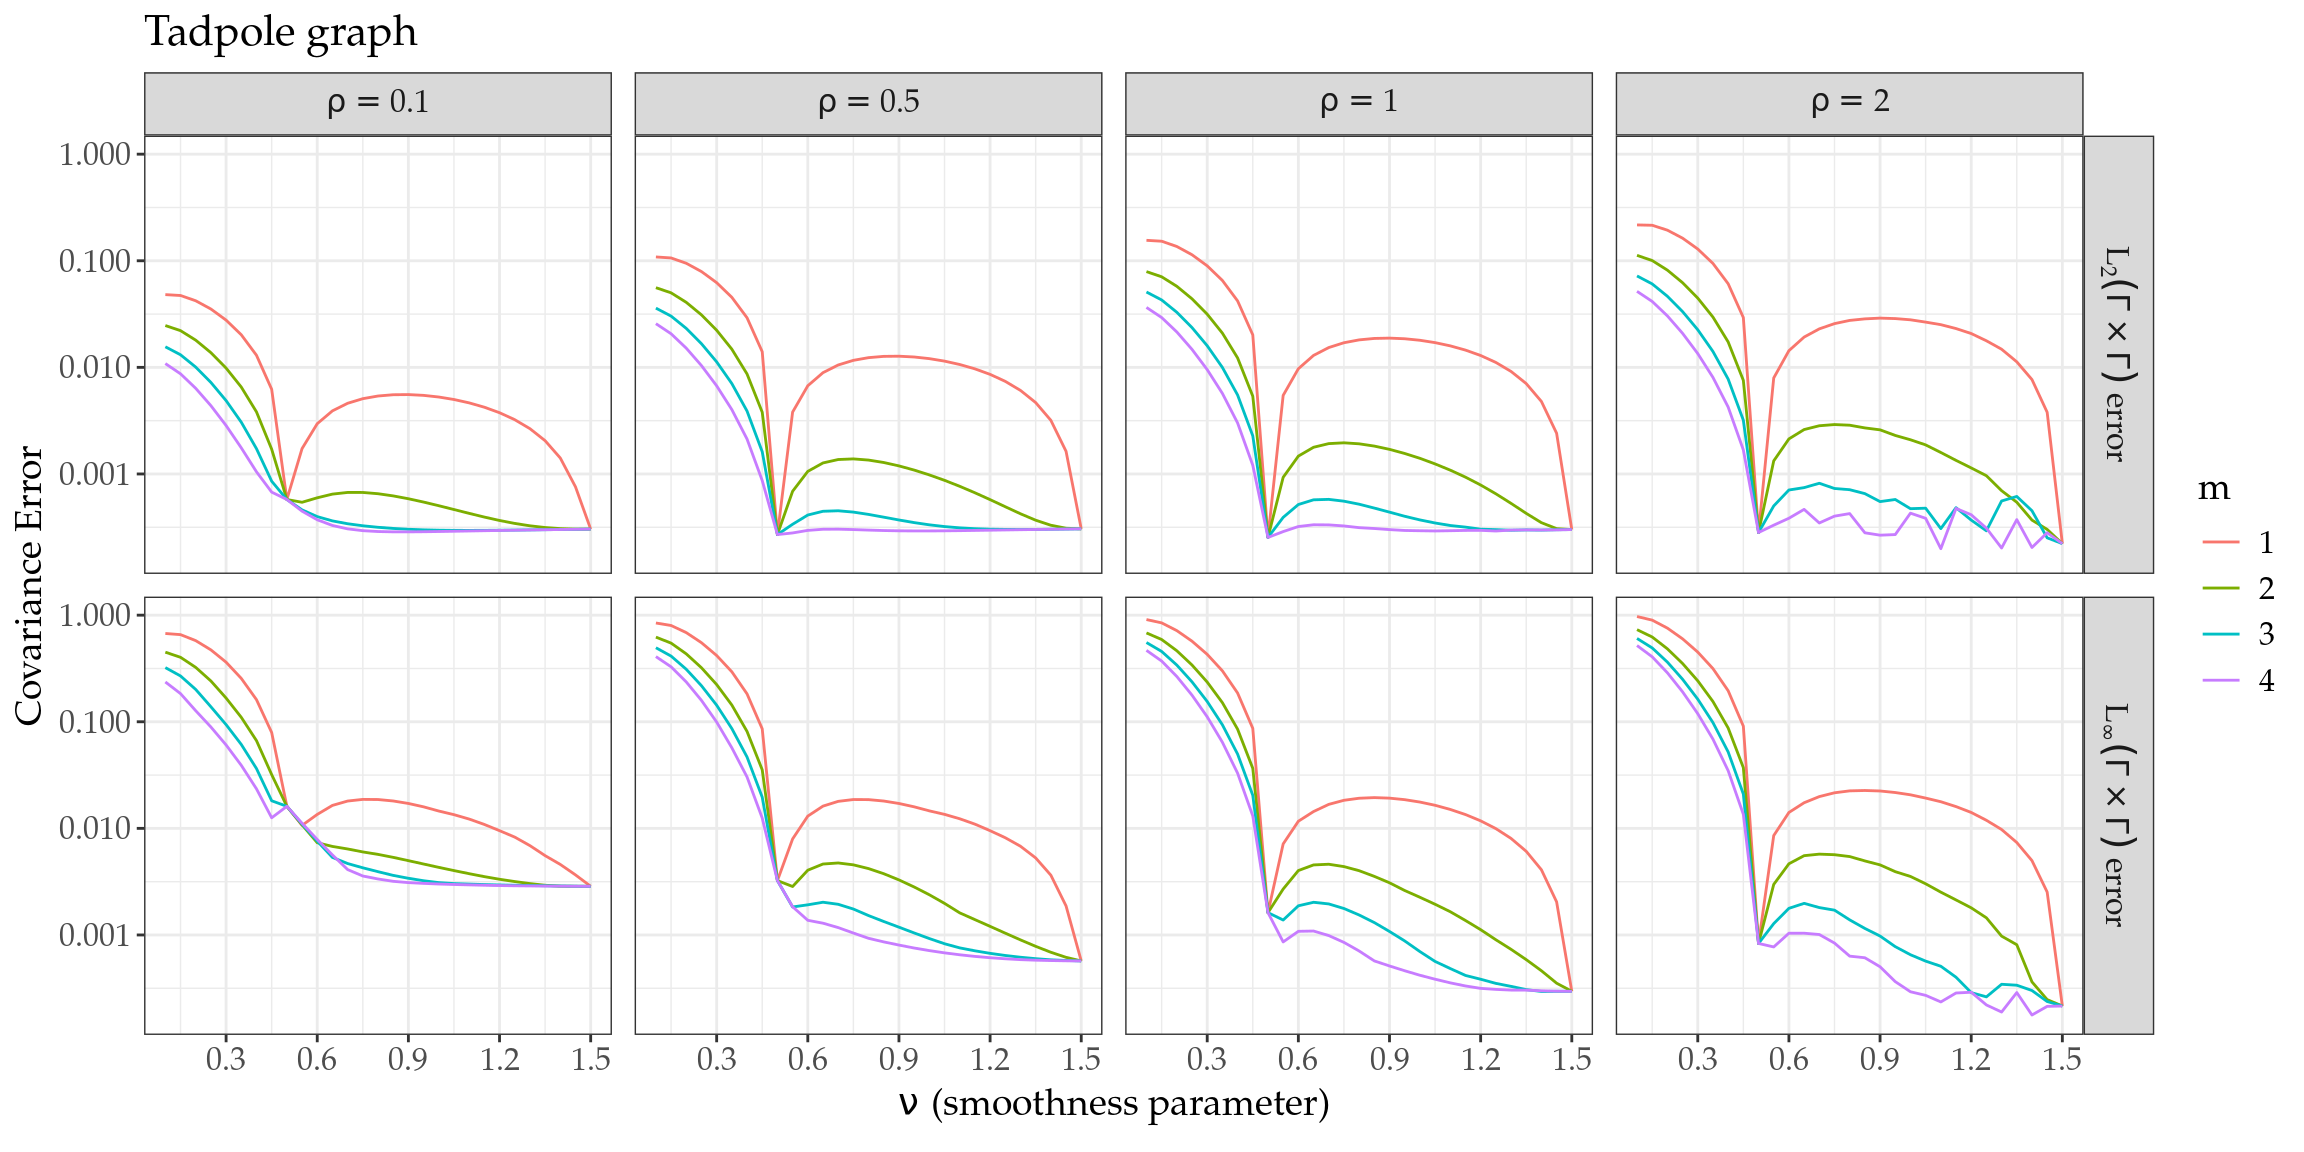 Tadpole graph
ρ = 0.1
ρ = 0.5
ρ = 1
ρ = 2
1.000
0.100
0.010
0.001
L₂(Γ × Γ) error
1.000
0.100
0.010
0.001
L∞(Γ × Γ) error
Covariance Error
0.3 0.6 0.9 1.2 1.5
0.3 0.6 0.9 1.2 1.5
0.3 0.6 0.9 1.2 1.5
0.3 0.6 0.9 1.2 1.5
ν (smoothness parameter)
m
1
2
3
4